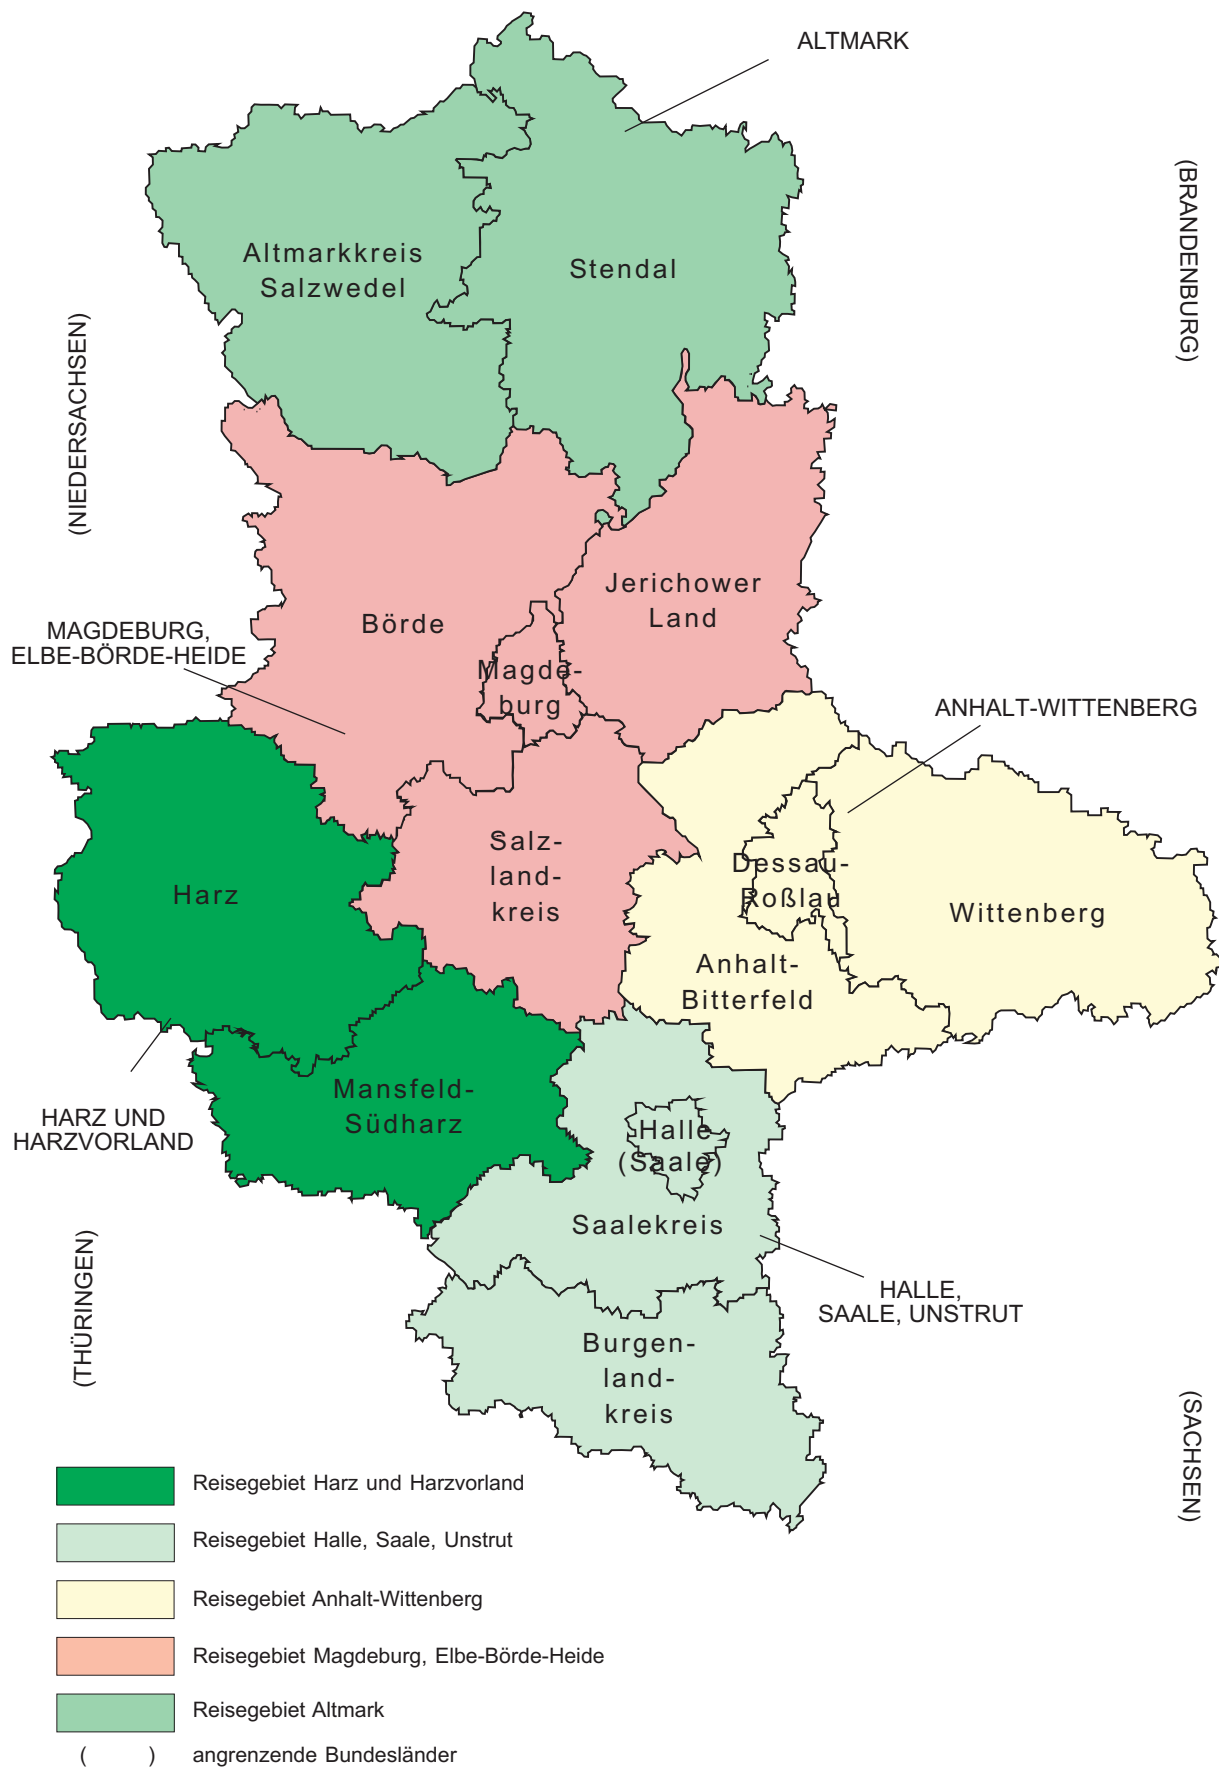 ALTMARK
(BRANDENBURG)
Altmarkkreis
Salzwedel
Stendal
(NIEDERSACHSEN)
Jerichower
Land
Börde
MAGDEBURG,
ELBE-BÖRDE-HEIDE
Magde-
burg
ANHALT-WITTENBERG
Salz-
land-
kreis
Dessau-
Roßlau
Harz
Wittenberg
Anhalt-
Bitterfeld
Mansfeld-
Südharz
HARZ UND
HARZVORLAND
Halle
(Saale)
Saalekreis
(THÜRINGEN)
HALLE,
SAALE, UNSTRUT
Burgen-
land-
kreis
(SACHSEN)
Reisegebiet Harz und Harzvorland
Reisegebiet Halle, Saale, Unstrut
Reisegebiet Anhalt-Wittenberg
Reisegebiet Magdeburg, Elbe-Börde-Heide
Reisegebiet Altmark
( ) angrenzende Bundesländer